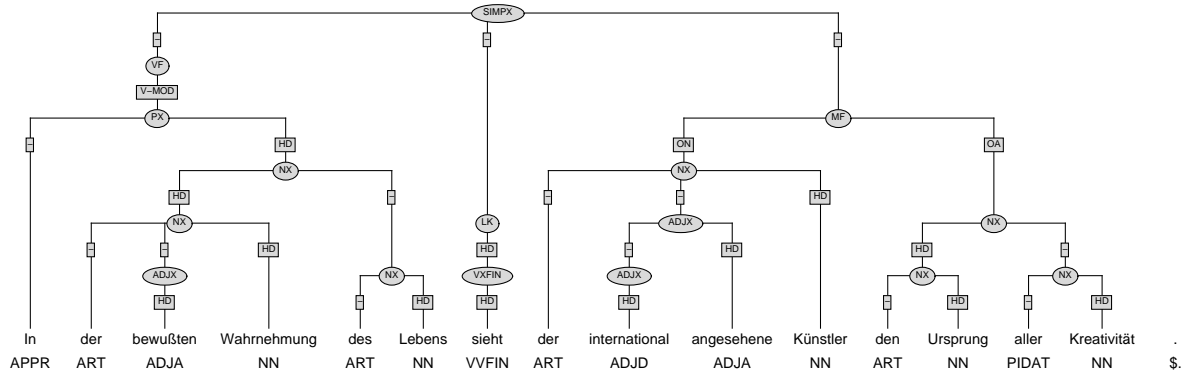 SIMPX
– – –
VF
V–MOD
PX MF
– HD ON OA
NX NX
HD – – – HD
NX LK ADJX NX
– – HD HD – HD HD –
ADJX NX VXFIN ADJX NX NX
HD – HD HD HD – HD – HD
In der bewußten Wahrnehmung des Lebens sieht der international angesehene Künstler den Ursprung aller Kreativität .
APPR ART ADJA NN ART NN VVFIN ART ADJD ADJA NN ART NN PIDAT NN $.